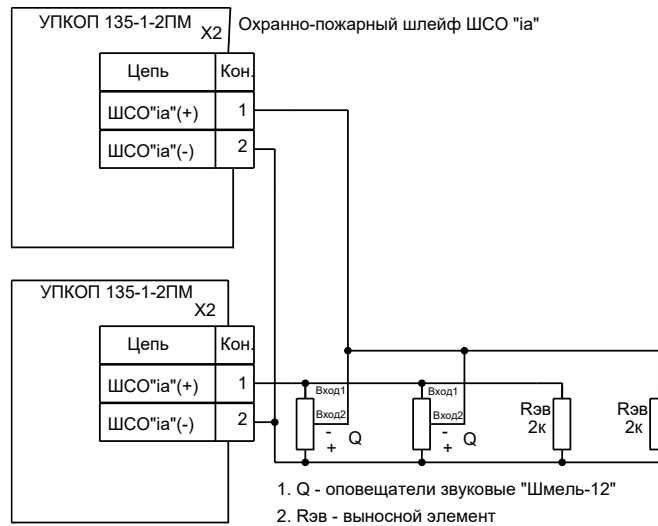 УПКОП 135-1-2ПМ
X2
Охранно-пожарный шлейф ШСО "ia"
Цепь Кон.
ШСО"ia"(+) 1
ШСО"ia"(-) 2
УПКОП 135-1-2ПМ
X2
Цепь Кон.
ШСО"ia"(+) 1
ШСО"ia"(-) 2
Вход1
Вход2
-
+
Q
Вход1
Вход2
-
+
Q
Rэв
2к
Rэв
2к
1. Q - оповещатели звуковые "Шмель-12"
2. Rэв - выносной элемент